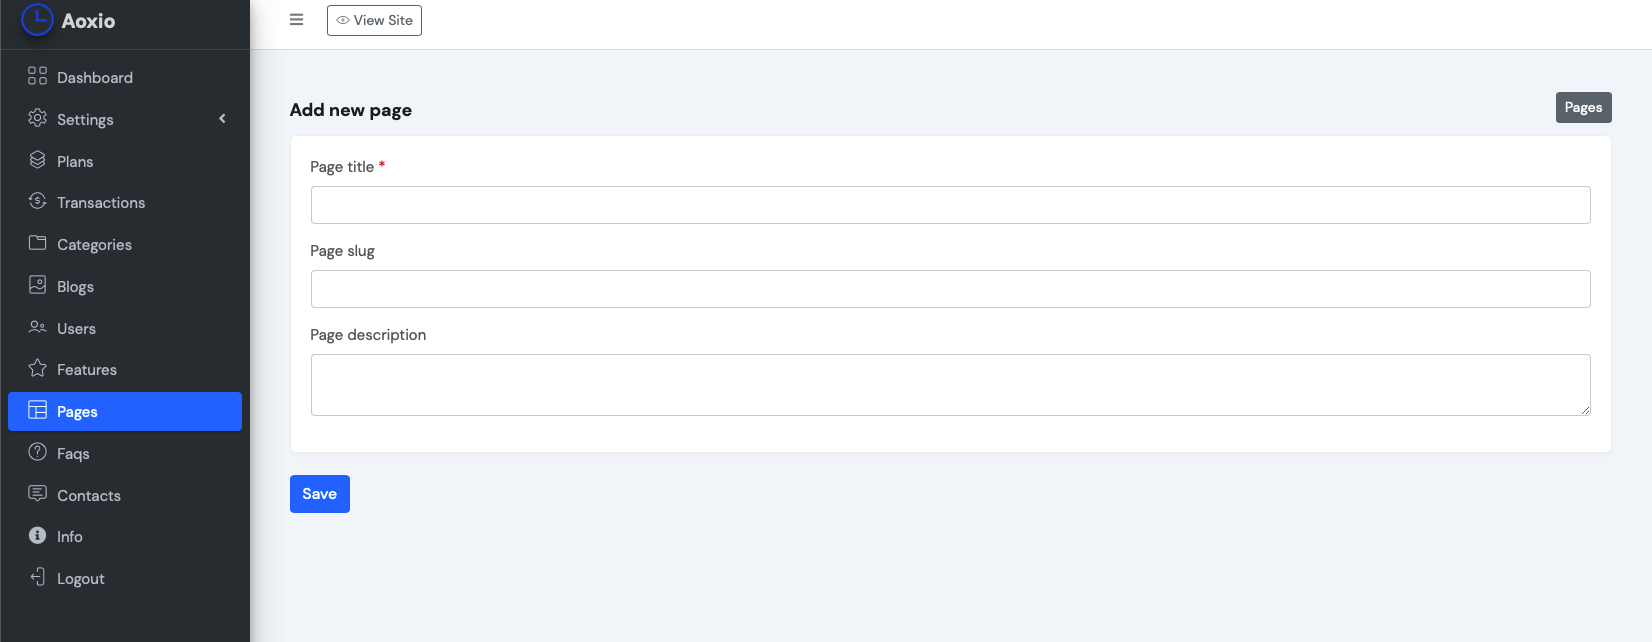 Aoxio
View Site
Dashboard
Settings
Plans
Transactions
Categories
Blogs
Users
Features
Pages
Faqs
Contacts
Info
Logout
Add new page
Pages
Page title *
Page slug
Page description
Save